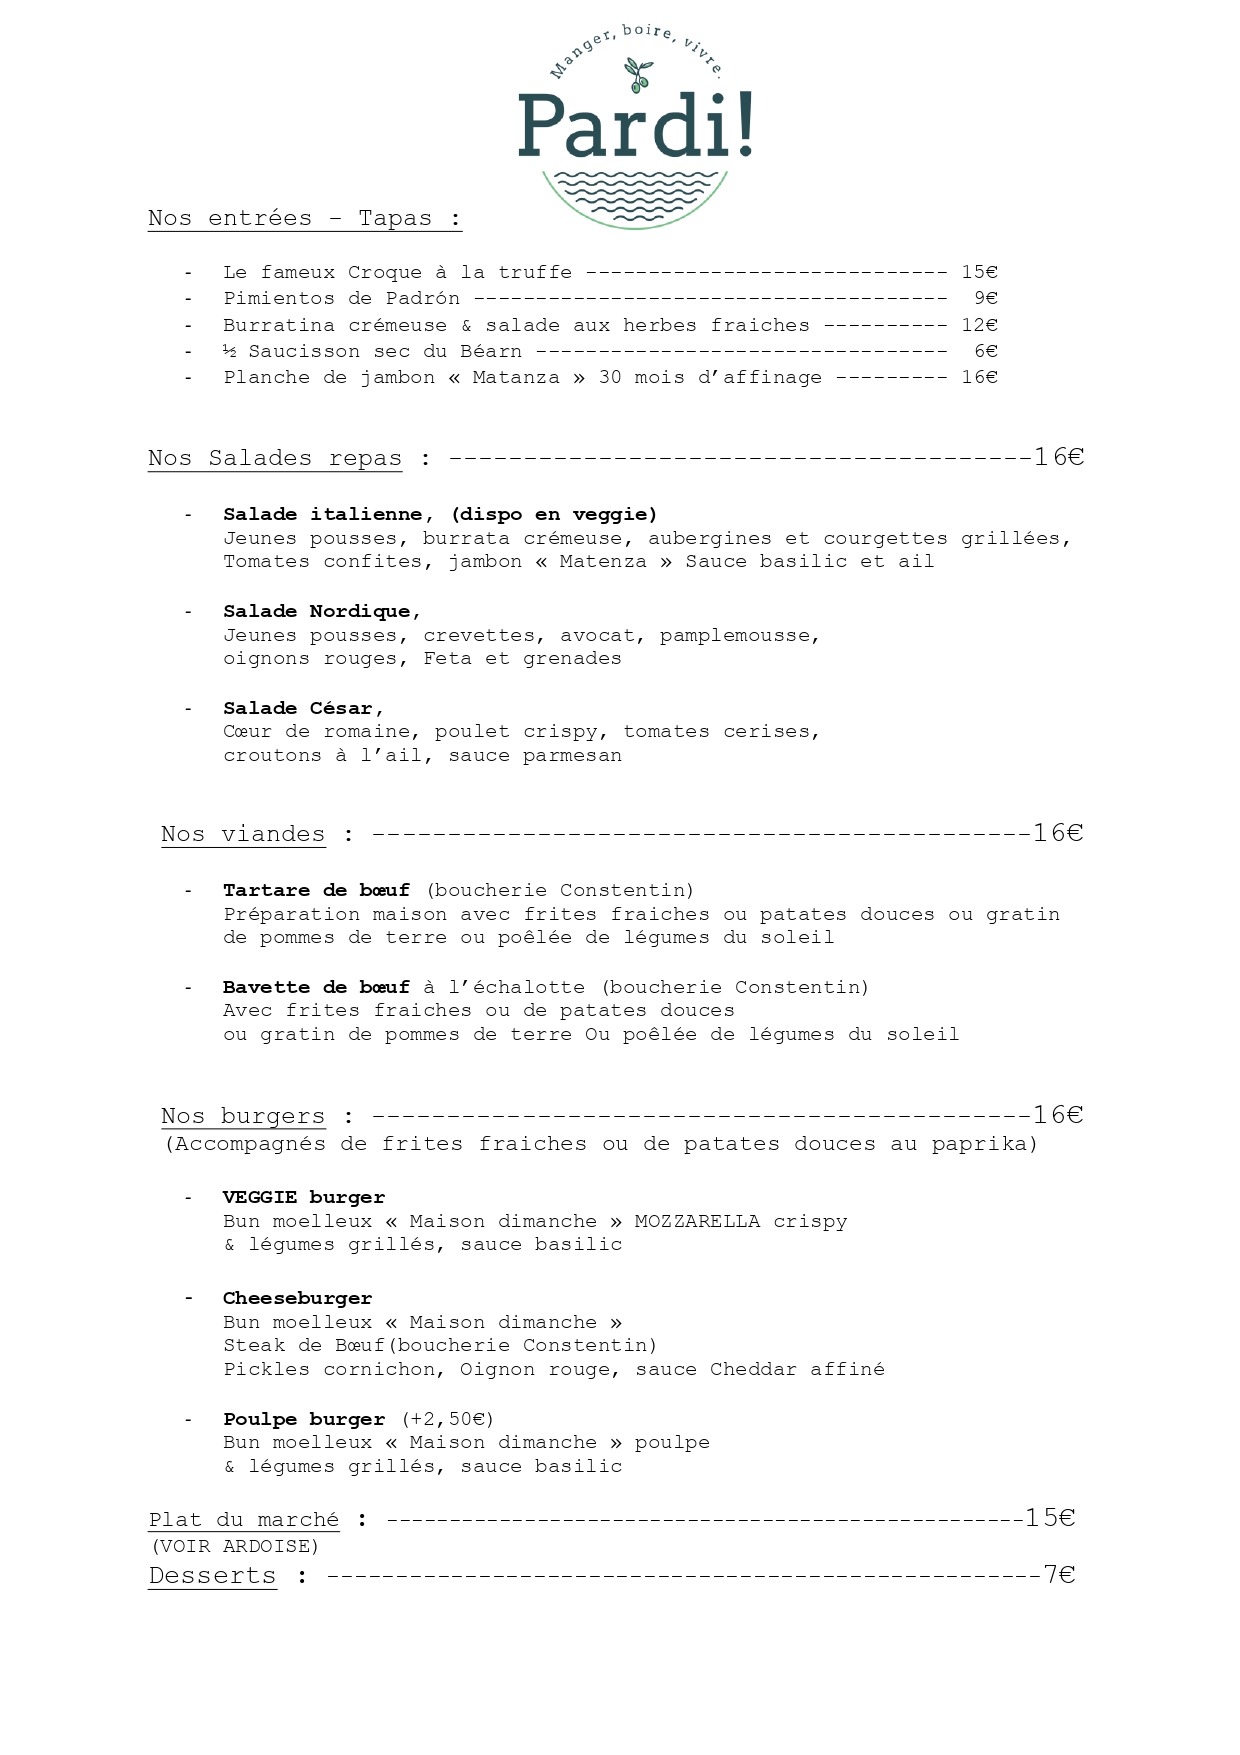 Manger, boire, vivre.
Pardi!
Nos entrées – Tapas :
- Le fameux Croque à la truffe ----------------------------- 15€
- Pimientos de Padrón -------------------------------------- 9€
- Burratina crémeuse & salade aux herbes fraiches ---------- 12€
- ½ Saucisson sec du Béarn --------------------------------- 6€
- Planche de jambon « Matanza » 30 mois d’affinage --------- 16€
Nos Salades repas : ---------------------------------------16€
- Salade italienne, (dispo en veggie)
Jeunes pousses, burrata crémeuse, aubergines et courgettes grillées,
Tomates confites, jambon « Matenza » Sauce basilic et ail
- Salade Nordique,
Jeunes pousses, crevettes, avocat, pamplemousse,
oignons rouges, Feta et grenades
- Salade César,
Cœur de romaine, poulet crispy, tomates cerises,
croutons à l’ail, sauce parmesan
Nos viandes : --------------------------------------------16€
- Tartare de bœuf (boucherie Constentin)
Préparation maison avec frites fraiches ou patates douces ou gratin
de pommes de terre ou poêlée de légumes du soleil
- Bavette de bœuf à l’échalotte (boucherie Constentin)
Avec frites fraiches ou de patates douces
ou gratin de pommes de terre Ou poêlée de légumes du soleil
Nos burgers : --------------------------------------------16€
(Accompagnés de frites fraiches ou de patates douces au paprika)
- VEGGIE burger
Bun moelleux « Maison dimanche » MOZZARELLA crispy
& légumes grillés, sauce basilic
- Cheeseburger
Bun moelleux « Maison dimanche »
Steak de Bœuf(boucherie Constentin)
Pickles cornichon, Oignon rouge, sauce Cheddar affiné
- Poulpe burger (+2,50€)
Bun moelleux « Maison dimanche » poulpe
& légumes grillés, sauce basilic
Plat du marché : --------------------------------------------------15€
(VOIR ARDOISE)
Desserts : ----------------------------------------------------7€